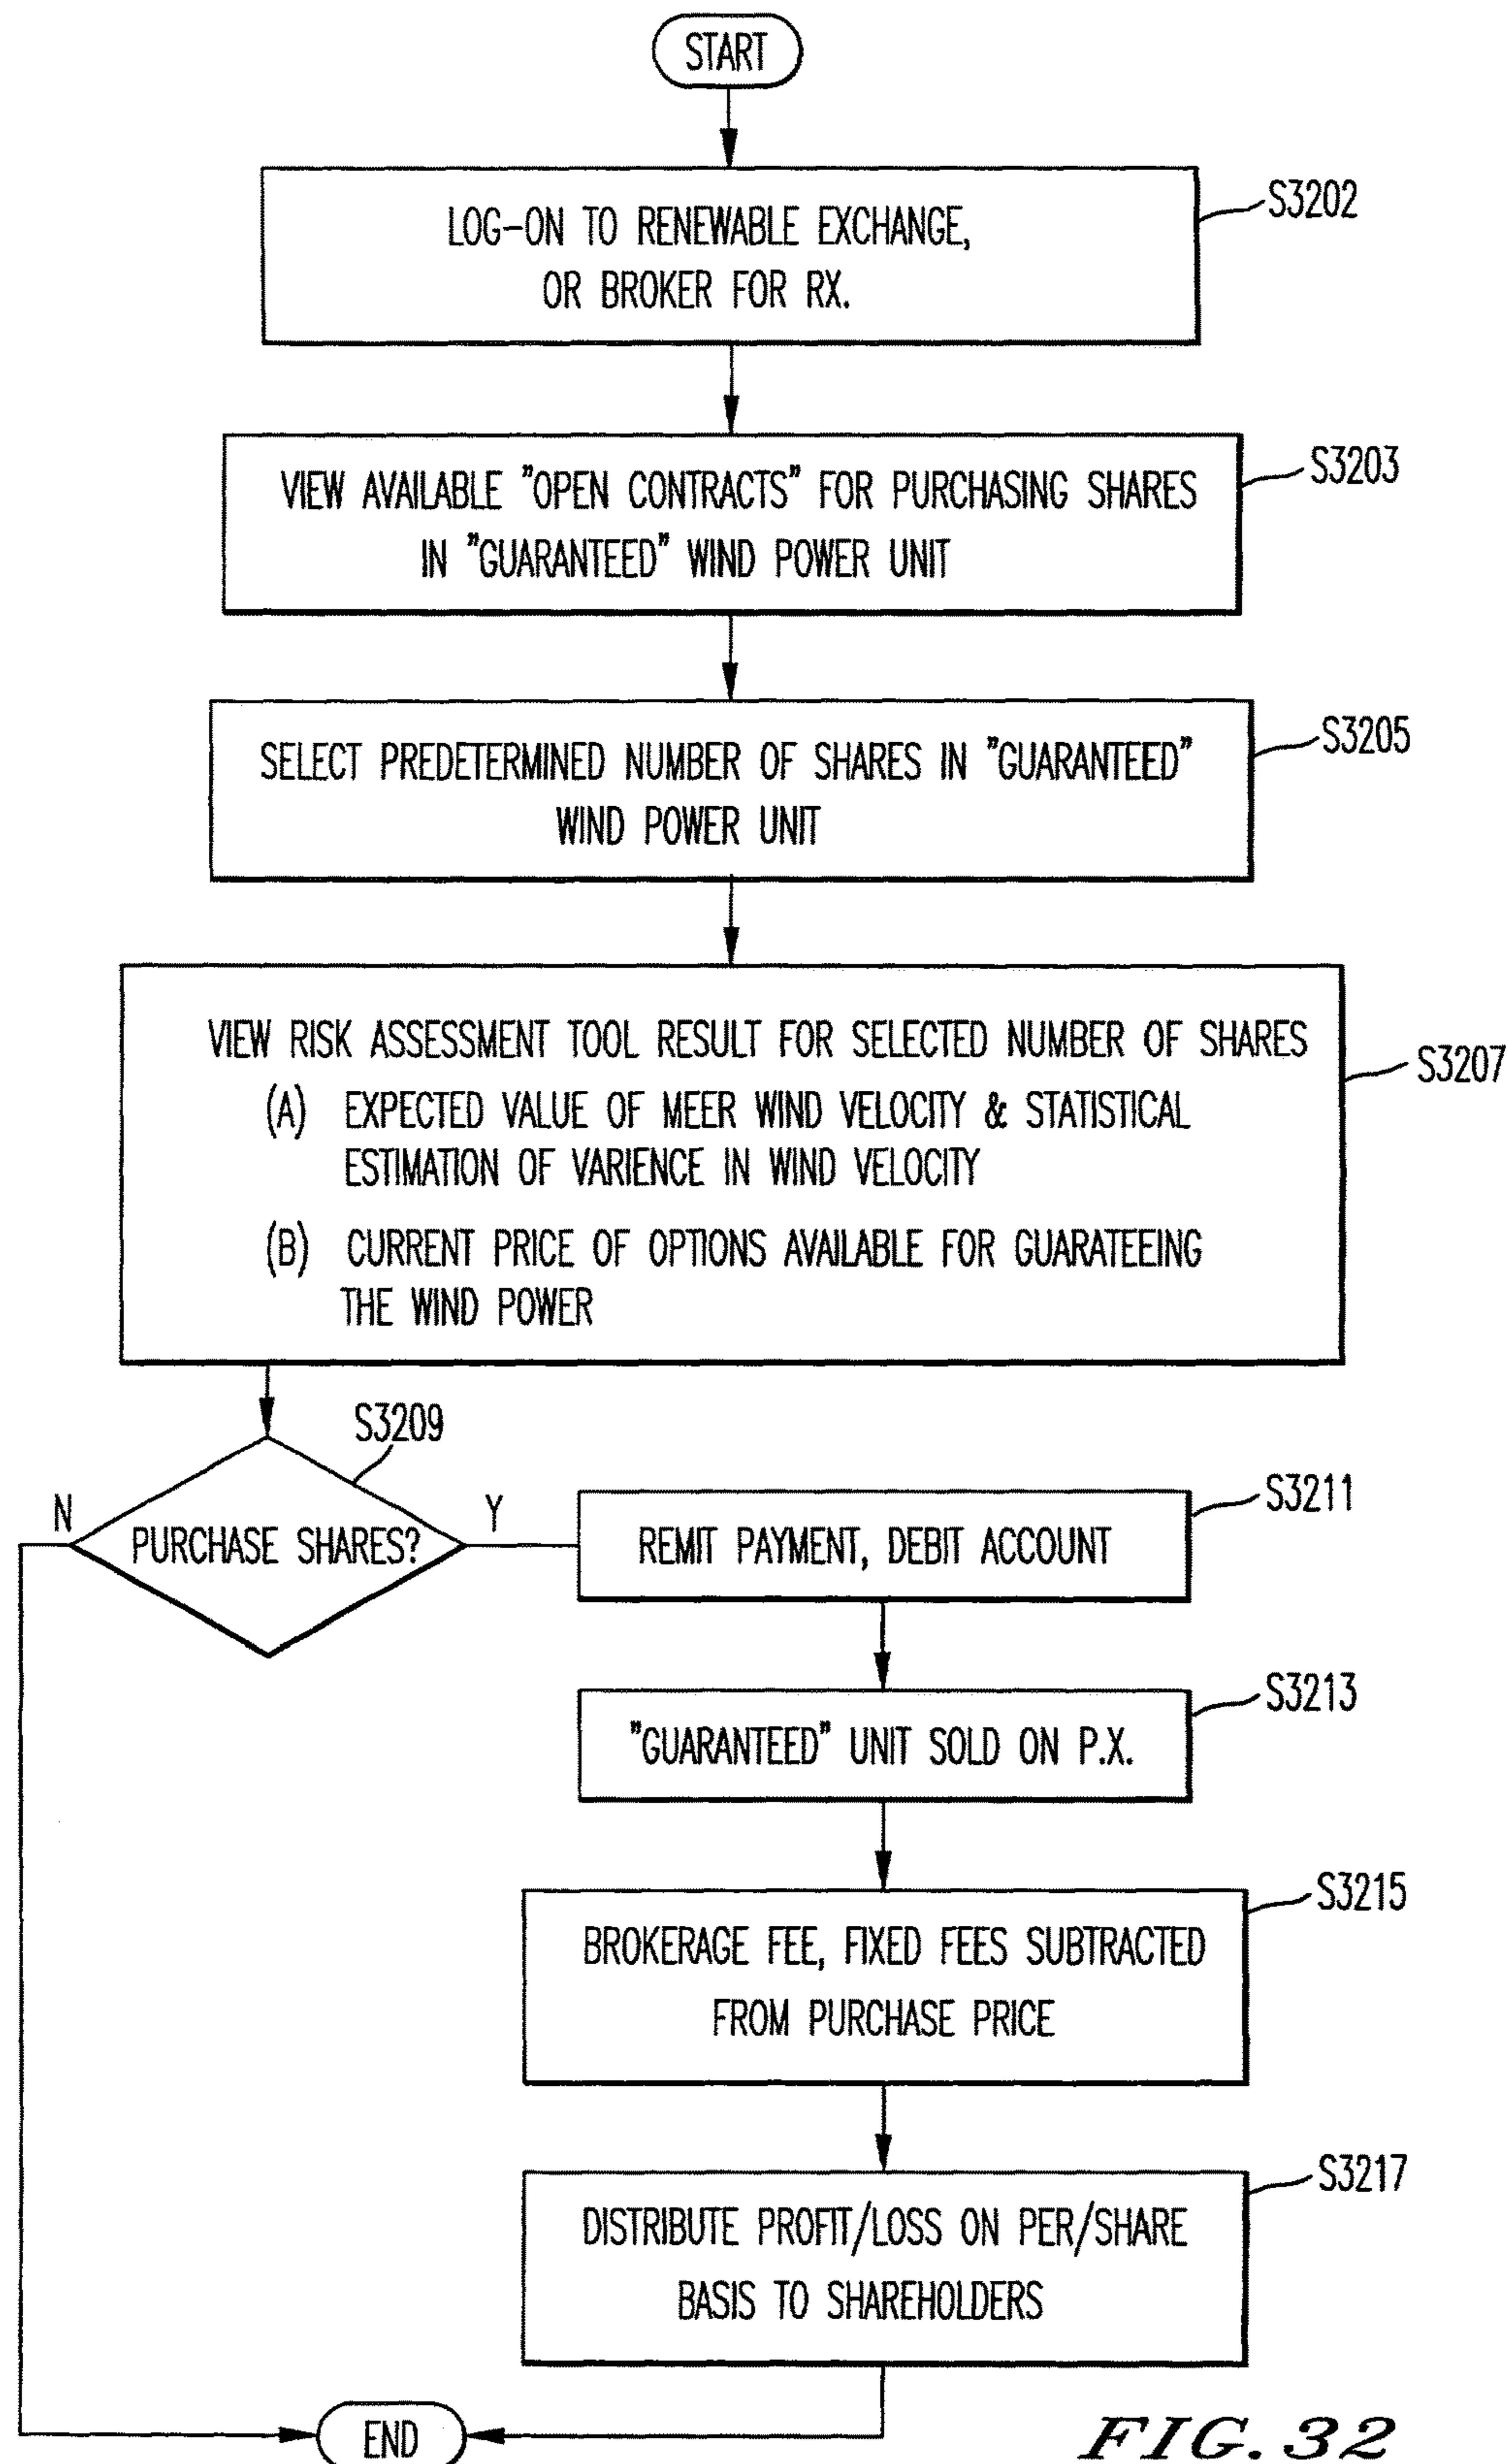 START
LOG-ON TO RENEWABLE EXCHANGE,
OR BROKER FOR RX.
S3202
VIEW AVAILABLE "OPEN CONTRACTS" FOR PURCHASING SHARES
IN "GUARANTEED" WIND POWER UNIT
S3203
SELECT PREDETERMINED NUMBER OF SHARES IN "GUARANTEED"
WIND POWER UNIT
S3205
VIEW RISK ASSESSMENT TOOL RESULT FOR SELECTED NUMBER OF SHARES
(A) EXPECTED VALUE OF MEER WIND VELOCITY & STATISTICAL
ESTIMATION OF VARIENCE IN WIND VELOCITY
(B) CURRENT PRICE OF OPTIONS AVAILABLE FOR GUARATEEING
THE WIND POWER
S3207
S3209
N
PURCHASE SHARES?
Y
REMIT PAYMENT, DEBIT ACCOUNT
S3211
"GUARANTEED" UNIT SOLD ON P.X.
S3213
BROKERAGE FEE, FIXED FEES SUBTRACTED
FROM PURCHASE PRICE
S3215
DISTRIBUTE PROFIT/LOSS ON PER/SHARE
BASIS TO SHAREHOLDERS
S3217
END
FIG. 32